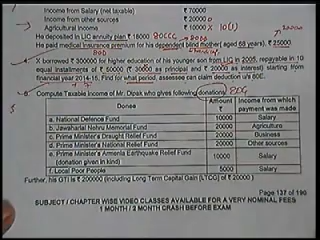 Income from Salary (net taxable) ₹ 70000
Income from other sources ₹ 20000
Agricultural income ₹ 10000 X 10(1)
He deposited in LIC annuity plan ₹ 18000 80CCC
He paid medical insurance premium for his dependent blind mother (aged 68 years), ₹ 25000
80D
X borrowed ₹ 300000 for higher education of his younger son from LIC in 2005, repayable in 10
equal installments of ₹ 50000 (₹ 30000 as principal and ₹ 20000 as interest) starting from
financial year 2014-15. Find for what period, assessee can claim deduction u/s 80E.
Compute Taxable Income of Mr. Dipak who gives following donations 80G
Donee Amount ₹ Income from which payment was made
a. National Defence Fund 10000 Salary
b. Jawaharlal Nehru Memorial Fund 20000 Agriculture
c. Prime Minister's Draught Relief Fund 20000 Business
d. Prime Minister's National Relief Fund 20000 Other sources
e. Prime Minister's Armenia Earthquake Relief Fund (donation given in kind) 10000 Salary
f. Local Poor People 5000 Salary
Further, his GTI is ₹ 200000 (including Long Term Capital Gain [LTCG] of ₹ 20000)
Page 137 of 190
SUBJECT / CHAPTER WISE VIDEO CLASSES AVAILABLE FOR A VERY NOMINAL FEES
1 MONTH / 2 MONTH CRASH BEFORE EXAM